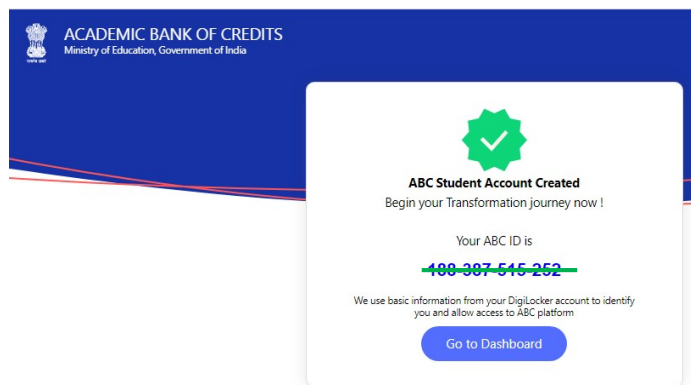 ACADEMIC BANK OF CREDITS
Ministry of Education, Government of India
ABC Student Account Created
Begin your Transformation journey now !
Your ABC ID is
We use basic information from your DigiLocker account to identify
you and allow access to ABC platform
Go to Dashboard